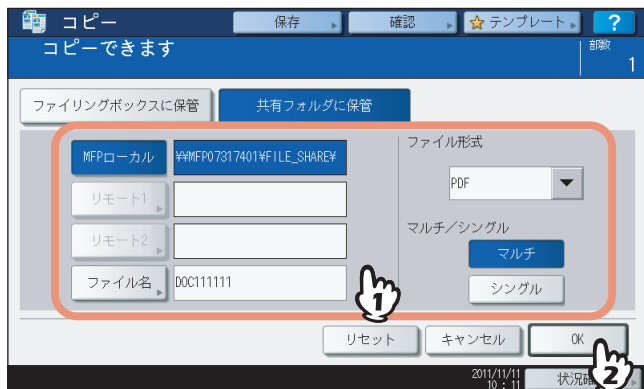 コピー 保存 確認 テンプレート ?
コピーできます 部数
1
ファイリングボックスに保管 共有フォルダに保管
ファイル形式
MFPローカル ¥¥MFP07317401¥FILE_SHARE¥
PDF
リモート1
マルチ／シングル
リモート2 マルチ
ファイル名 DOC111111 シングル
1
リセット キャンセル OK
2
2011/11/11
10 : 11 状況確